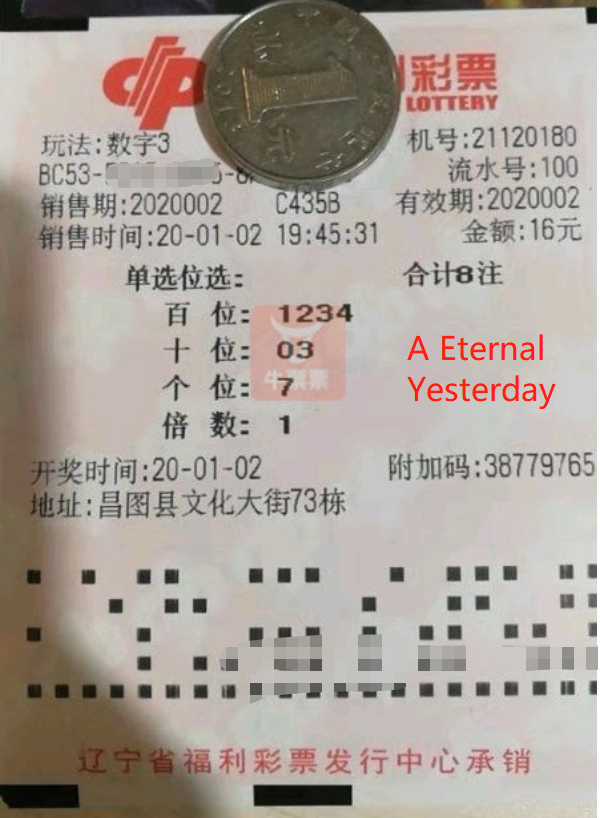 彩票
LOTTERY
玩法:数字3 机号:21120180
BC53- 流水号:100
销售期:2020002 C435B 有效期:2020002
销售时间:20-01-02 19:45:31 金额:16元
单选位选: 合计8注
百 位: 1234
十 位: 03
个 位: 7
倍 数: 1
牛票票
A Eternal
Yesterday
开奖时间:20-01-02 附加码:38779765
地址:昌图县文化大街73栋
辽宁省福利彩票发行中心承销